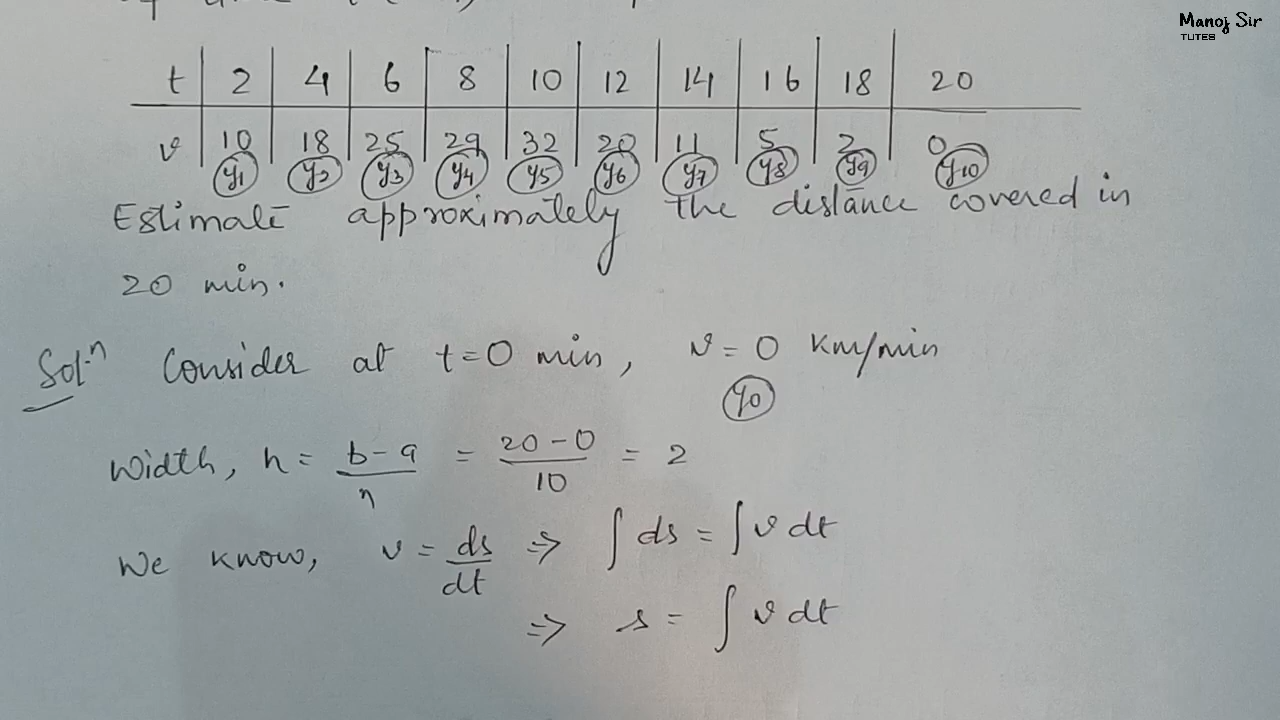 Manoj Sir
TUTES
t 2 4 6 8 10 12 14 16 18 20
v 10 18 25 29 32 20 11 5 2 0
y1 y2 y3 y4 y5 y6 y7 y8 y9 y10
Estimate approximately the distance covered in
20 min.
Sol.n Consider at t=0 min, v=0 km/min
y0
Width, h = b-a/n = 20-0/10 = 2
We know, v = ds/dt ⇒ ∫ds = ∫v dt
⇒ s = ∫v dt